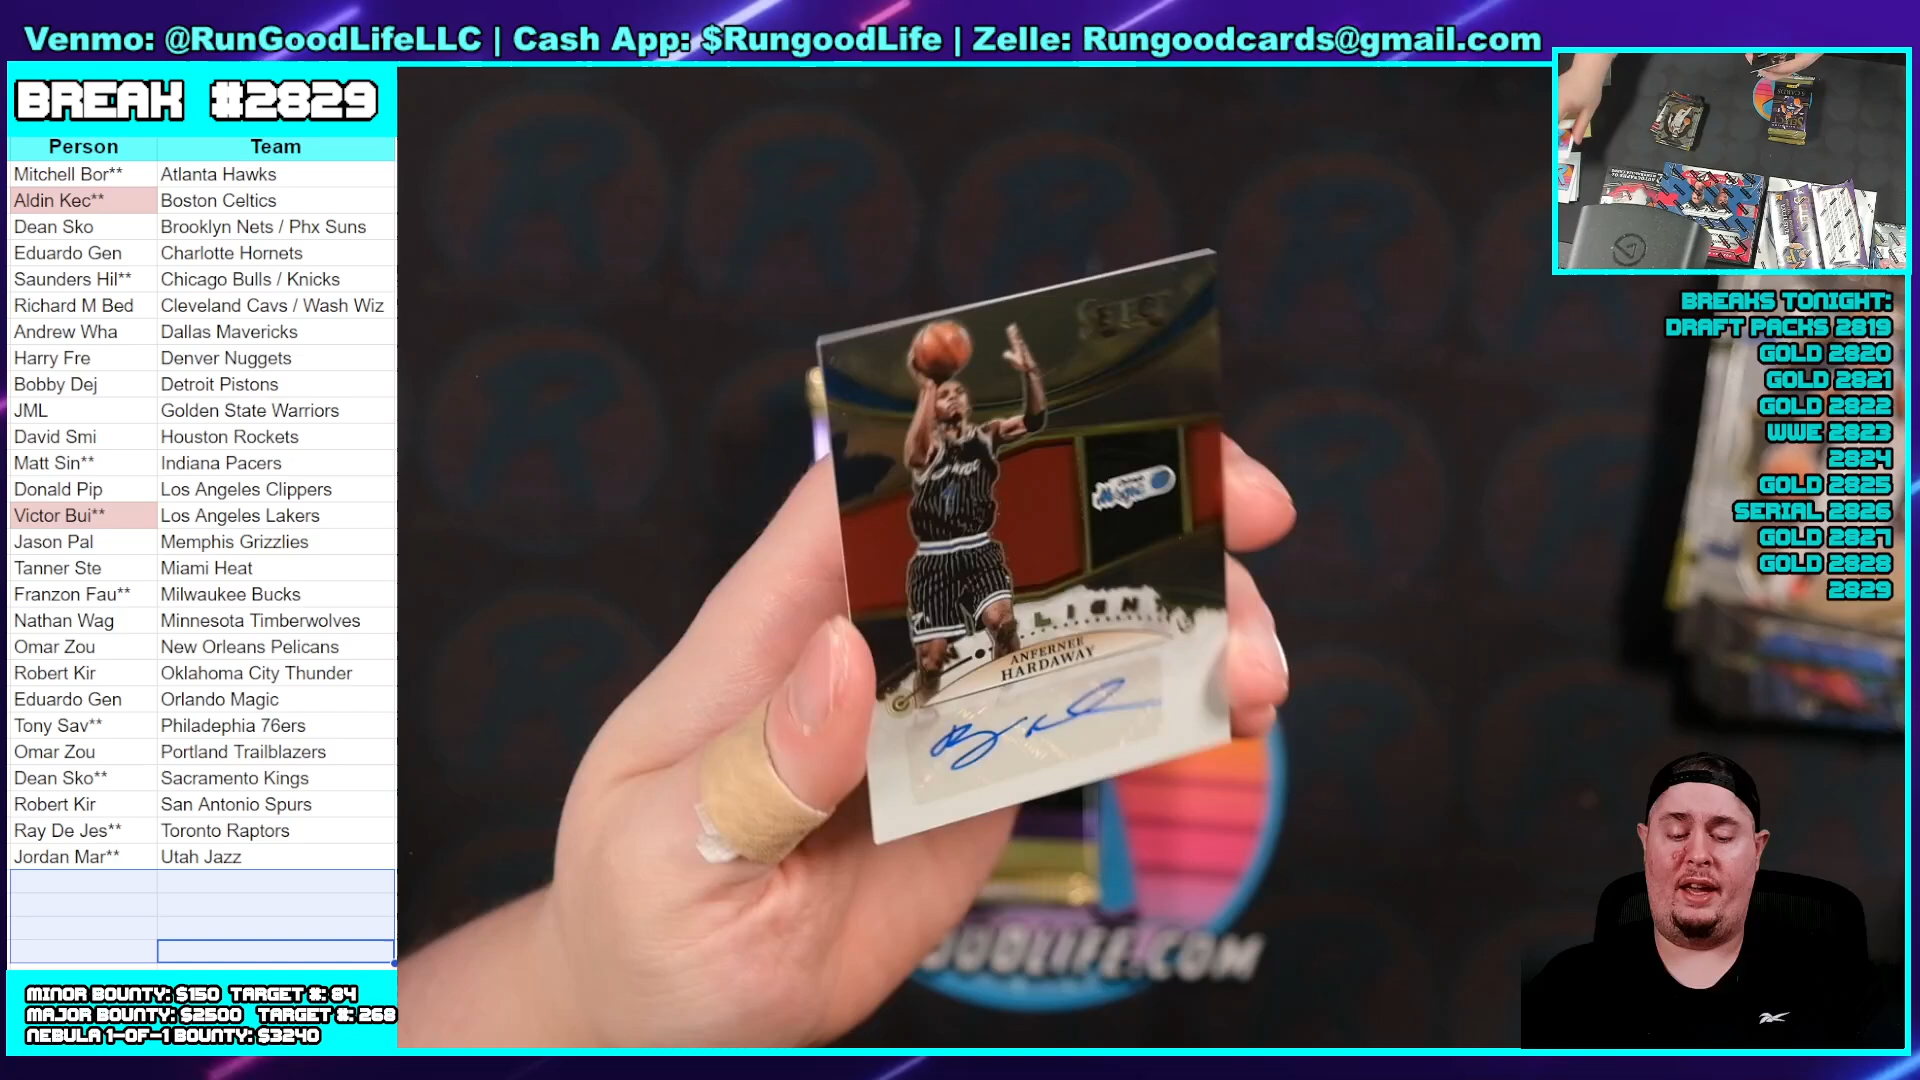 Venmo: @RunGoodLifeLLC | Cash App: $RungoodLife | Zelle: Rungoodcards@gmail.com
BREAK #2829
Person Team
Mitchell Bor** Atlanta Hawks
Aldin Kec** Boston Celtics
Dean Sko Brooklyn Nets / Phx Suns
Eduardo Gen Charlotte Hornets
Saunders Hil** Chicago Bulls / Knicks
Richard M Bed Cleveland Cavs / Wash Wiz
Andrew Wha Dallas Mavericks
Harry Fre Denver Nuggets
Bobby Dej Detroit Pistons
JML Golden State Warriors
David Smi Houston Rockets
Matt Sin** Indiana Pacers
Donald Pip Los Angeles Clippers
Victor Bui** Los Angeles Lakers
Jason Pal Memphis Grizzlies
Tanner Ste Miami Heat
Franzon Fau** Milwaukee Bucks
Nathan Wag Minnesota Timberwolves
Omar Zou New Orleans Pelicans
Robert Kir Oklahoma City Thunder
Eduardo Gen Orlando Magic
Tony Sav** Philadephia 76ers
Omar Zou Portland Trailblazers
Dean Sko** Sacramento Kings
Robert Kir San Antonio Spurs
Ray De Jes** Toronto Raptors
Jordan Mar** Utah Jazz
MINOR BOUNTY: $150 TARGET #: 84
MAJOR BOUNTY: $2500 TARGET #: 268
NEBULA 1-OF-1 BOUNTY: $3240
SELECT
Magic
1
ANFERNEE
HARDAWAY
OODLIFE.COM
BREAKS TONIGHT:
DRAFT PACKS 2819
GOLD 2820
GOLD 2821
GOLD 2822
WWE 2823
2824
GOLD 2825
SERIAL 2826
GOLD 2827
GOLD 2828
2829